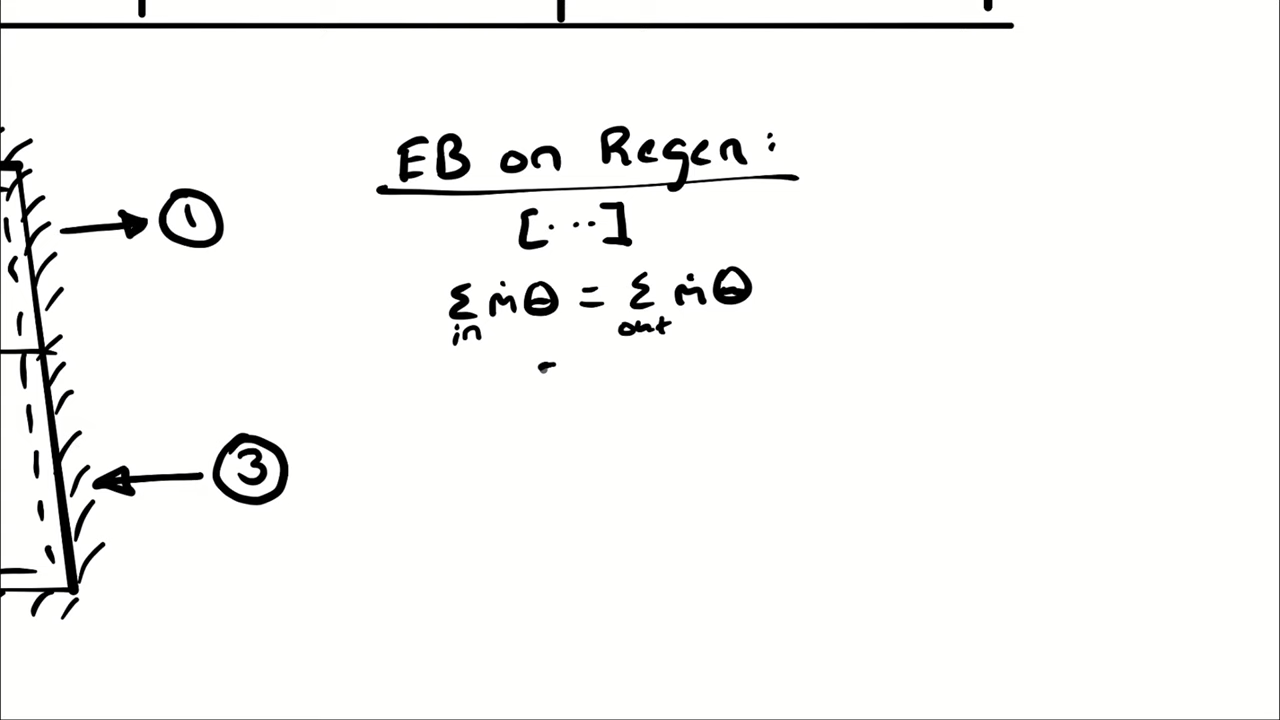 EB on Regen:
[...]
Σ ṁθ = Σ ṁθ
in out
1
3